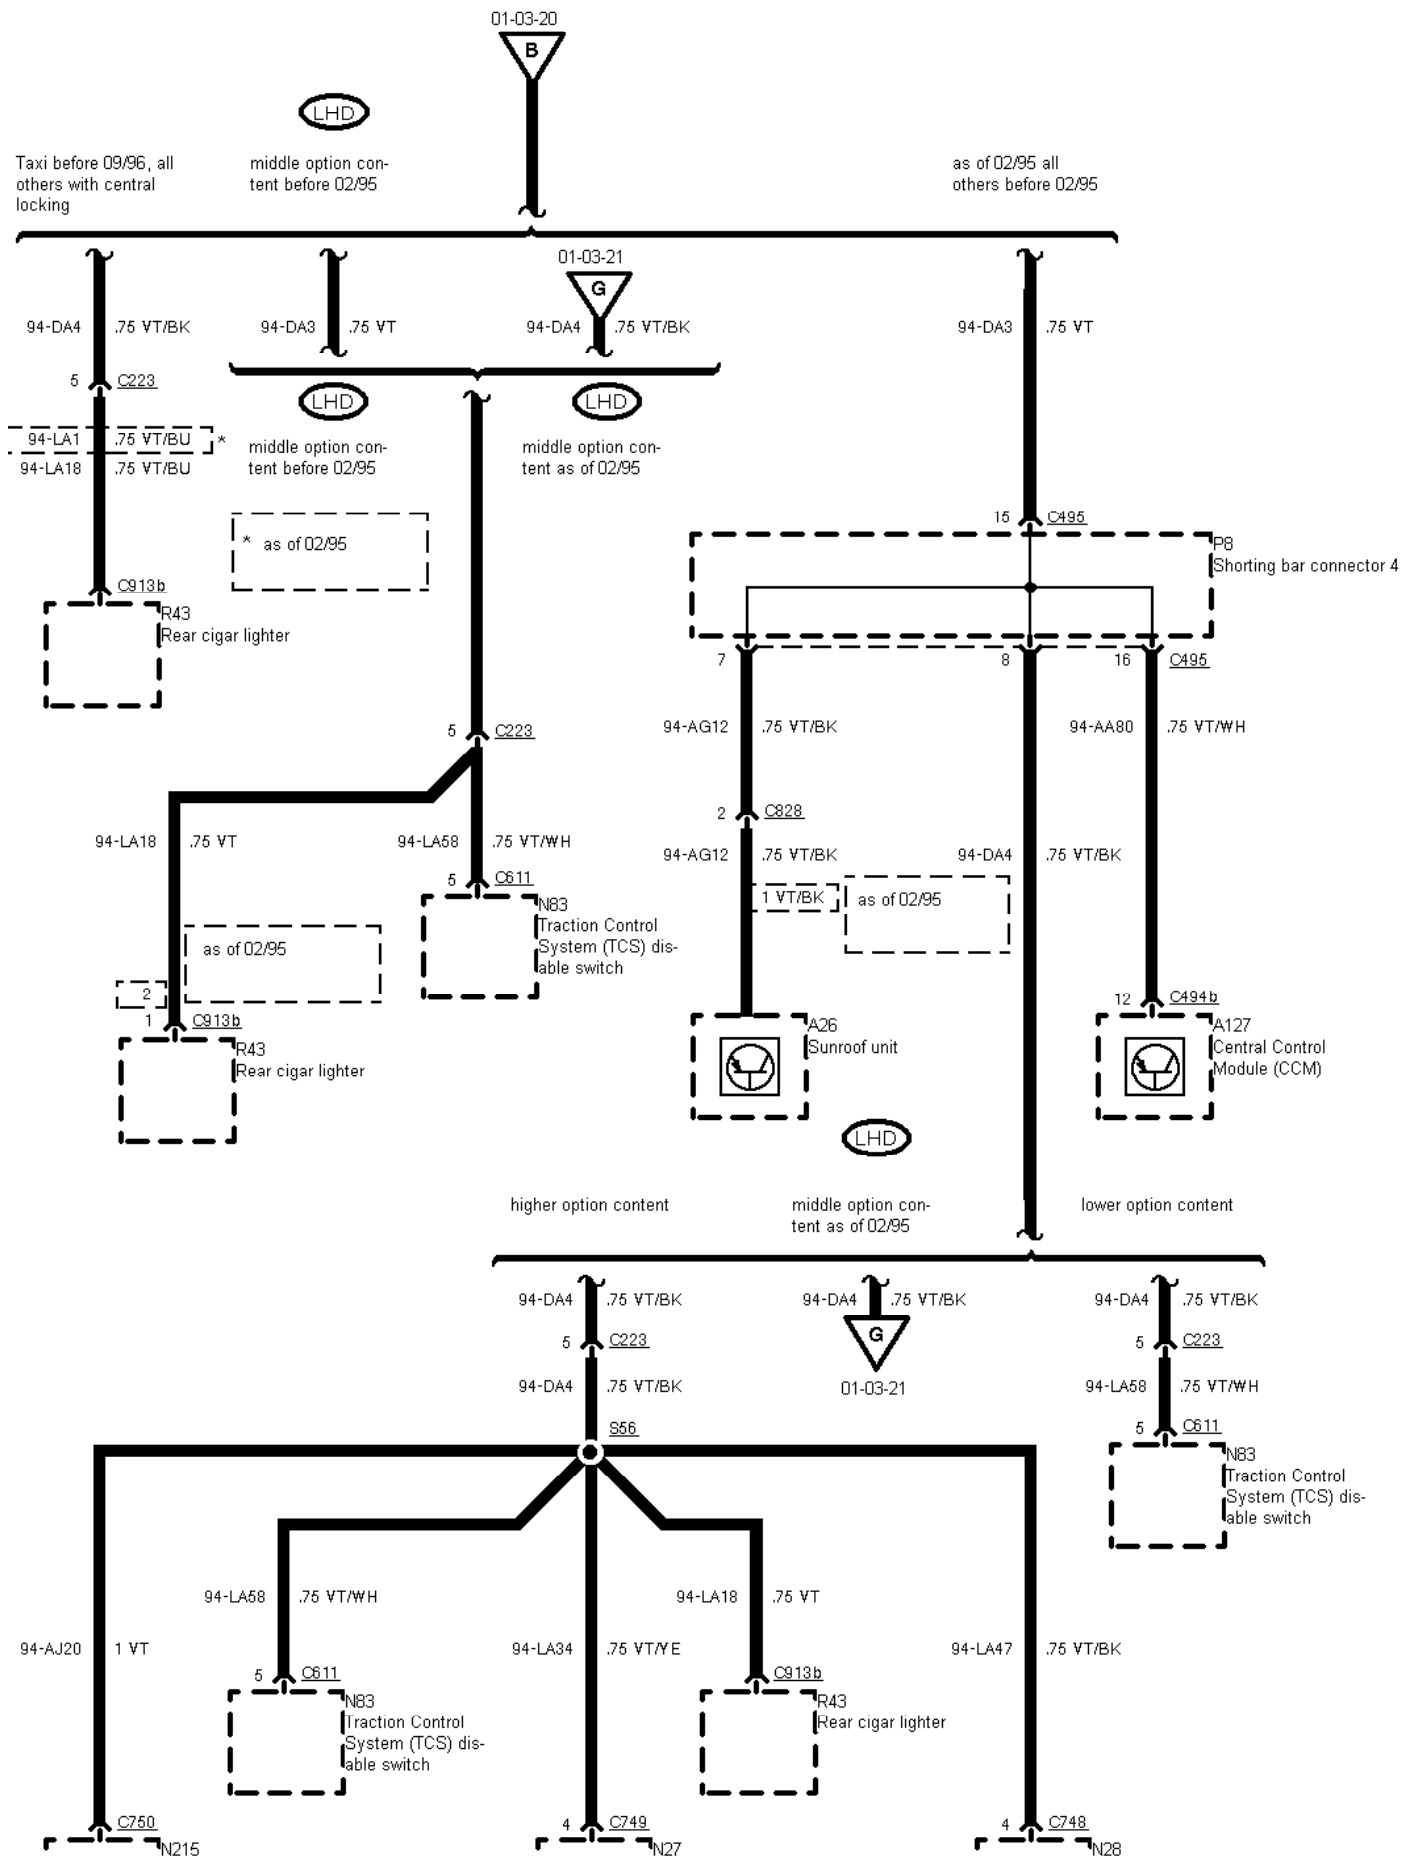 01-03-20
B
LHD
Taxi before 09/96, all
others with central
locking
middle option con-
tent before 02/95
as of 02/95 all
others before 02/95
01-03-21
G
94-DA4 .75 VT/BK
94-DA3 .75 VT
94-DA4 .75 VT/BK
94-DA3 .75 VT
5 C223
LHD
LHD
94-LA1 .75 VT/BU *
94-LA18 .75 VT/BU
middle option con-
tent before 02/95
middle option con-
tent as of 02/95
15 C495
* as of 02/95
P8
Shorting bar connector 4
C913b
R43
Rear cigar lighter
7 8 16 C495
94-AG12 .75 VT/BK
94-AA80 .75 VT/WH
5 C223
2 C828
94-LA18 .75 VT
94-LA58 .75 VT/WH
94-AG12 .75 VT/BK
94-DA4 .75 VT/BK
5 C611
1 VT/BK
as of 02/95
N83
Traction Control
System (TCS) dis-
able switch
as of 02/95
2
1 C913b
12 C494b
R43
Rear cigar lighter
A26
Sunroof unit
A127
Central Control
Module (CCM)
LHD
higher option content
middle option con-
tent as of 02/95
lower option content
94-DA4 .75 VT/BK
94-DA4 .75 VT/BK
94-DA4 .75 VT/BK
5 C223
G
5 C223
94-DA4 .75 VT/BK
01-03-21
94-LA58 .75 VT/WH
S56
5 C611
N83
Traction Control
System (TCS) dis-
able switch
94-LA58 .75 VT/WH
94-LA18 .75 VT
94-AJ20 1 VT
94-LA34 .75 VT/YE
94-LA47 .75 VT/BK
5 C611
C913b
N83
Traction Control
System (TCS) dis-
able switch
R43
Rear cigar lighter
C750
4 C749
4 C748
N215
N27
N28